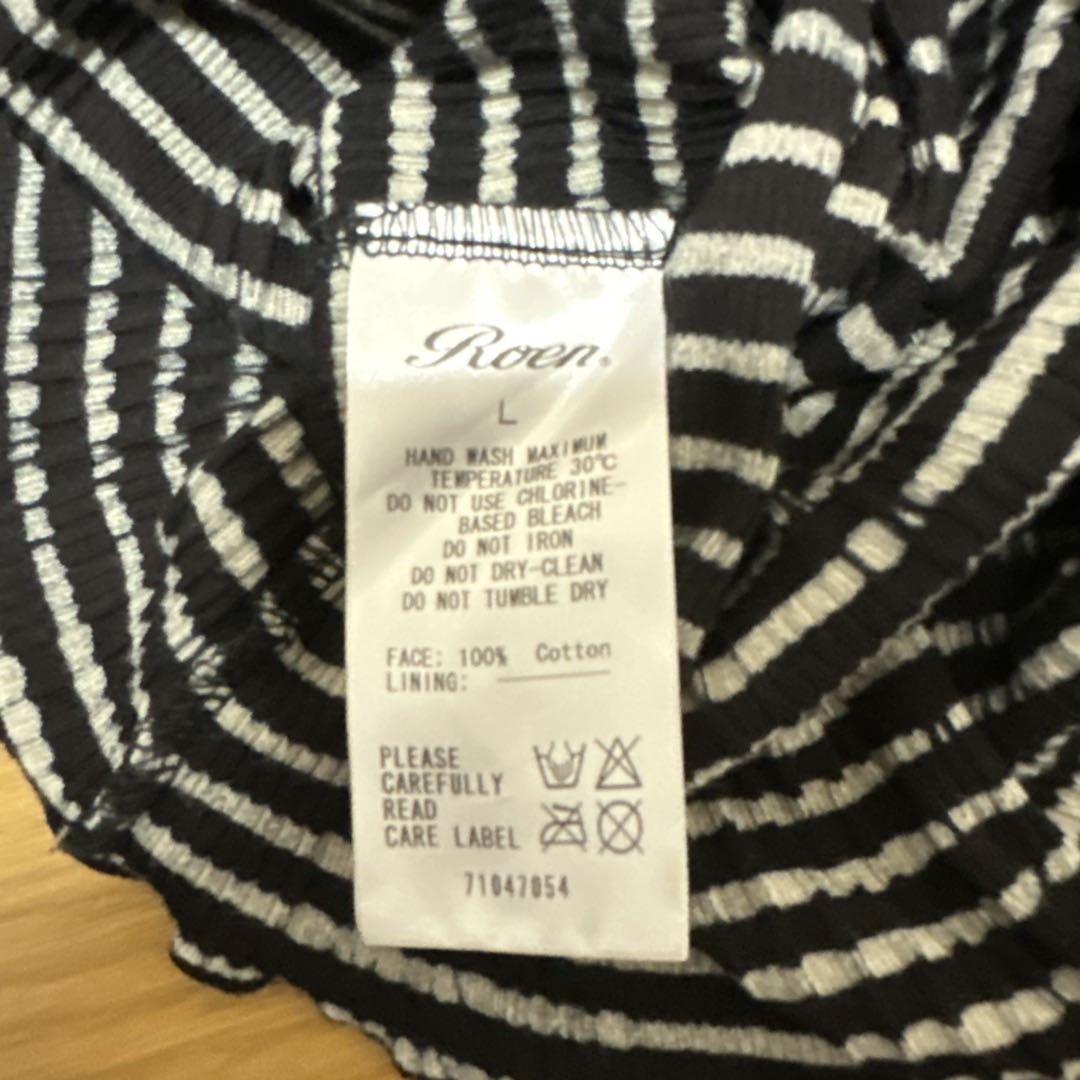 Roen.
L
HAND WASH MAXIMUM
TEMPERATURE 30℃
DO NOT USE CHLORINE-
BASED BLEACH
DO NOT IRON
DO NOT DRY-CLEAN
DO NOT TUMBLE DRY
FACE: 100% Cotton
LINING:
PLEASE
CAREFULLY
READ
CARE LABEL
71047054